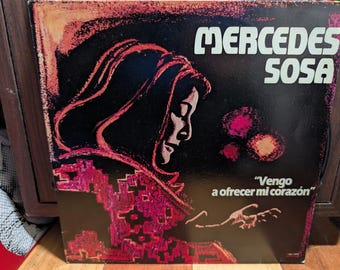 MERCEDES
SOSA
"Vengo
a ofrecer mi corazón"